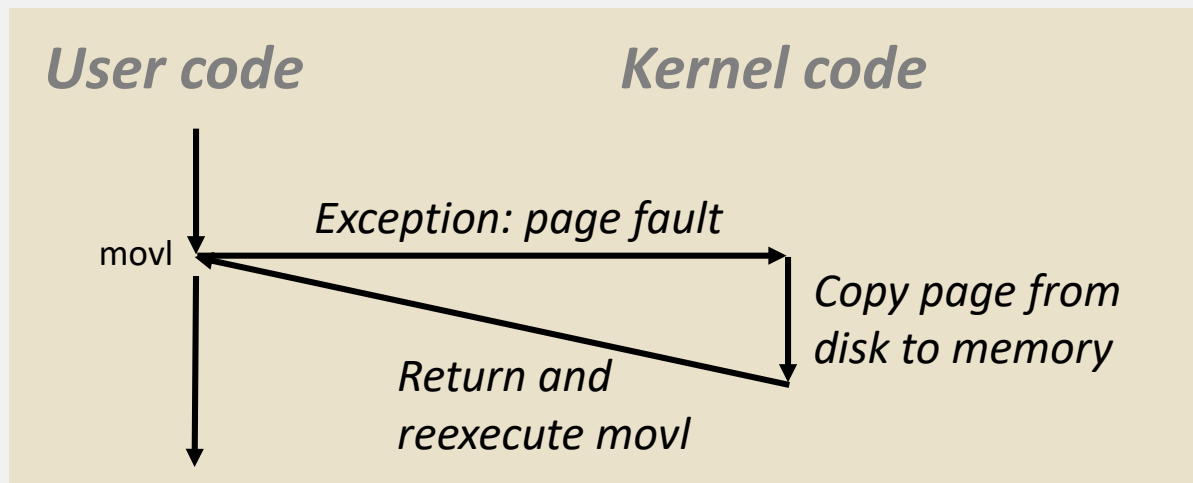 User code
Kernel code
Exception: page fault
movl
Copy page from
disk to memory
Return and
reexecute movl